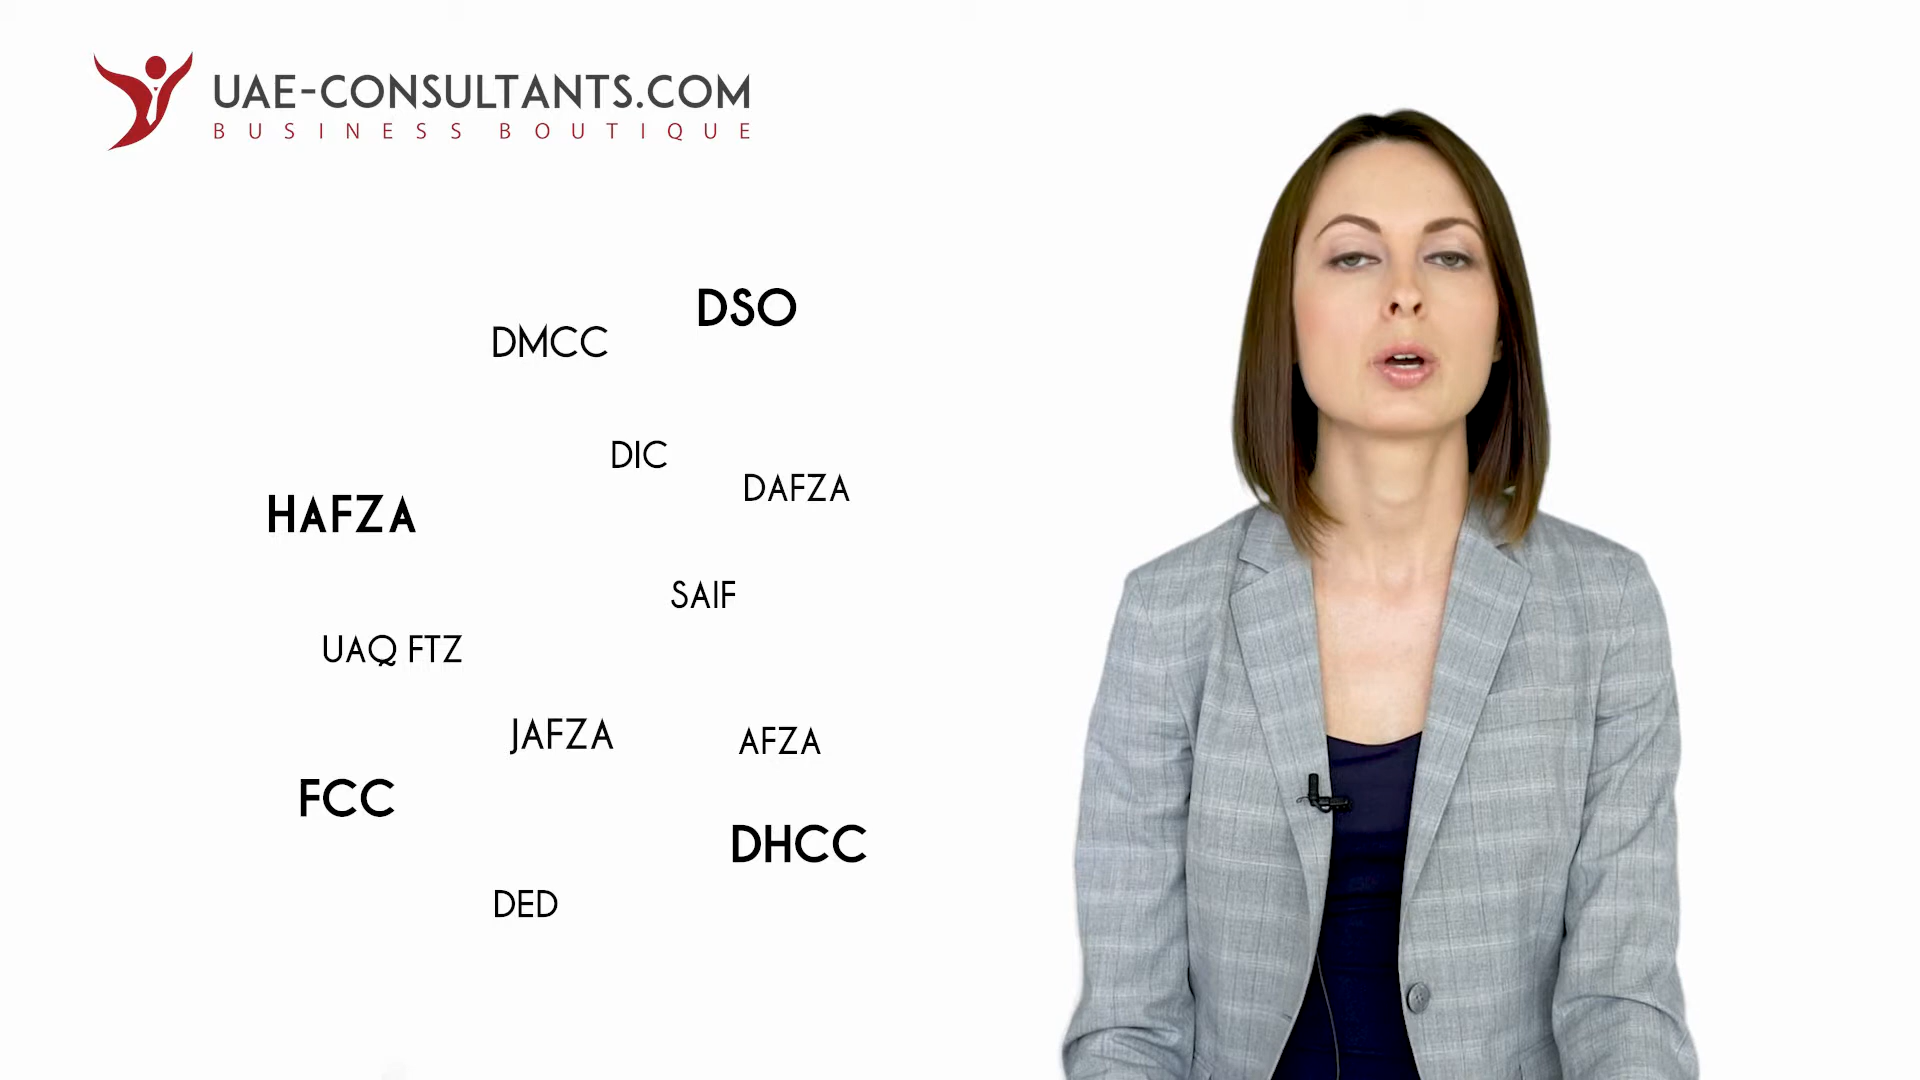 UAE-CONSULTANTS.COM
BUSINESS BOUTIQUE
DSO
DMCC
DIC
DAFZA
HAFZA
SAIF
UAQ FTZ
JAFZA
AFZA
FCC
DHCC
DED